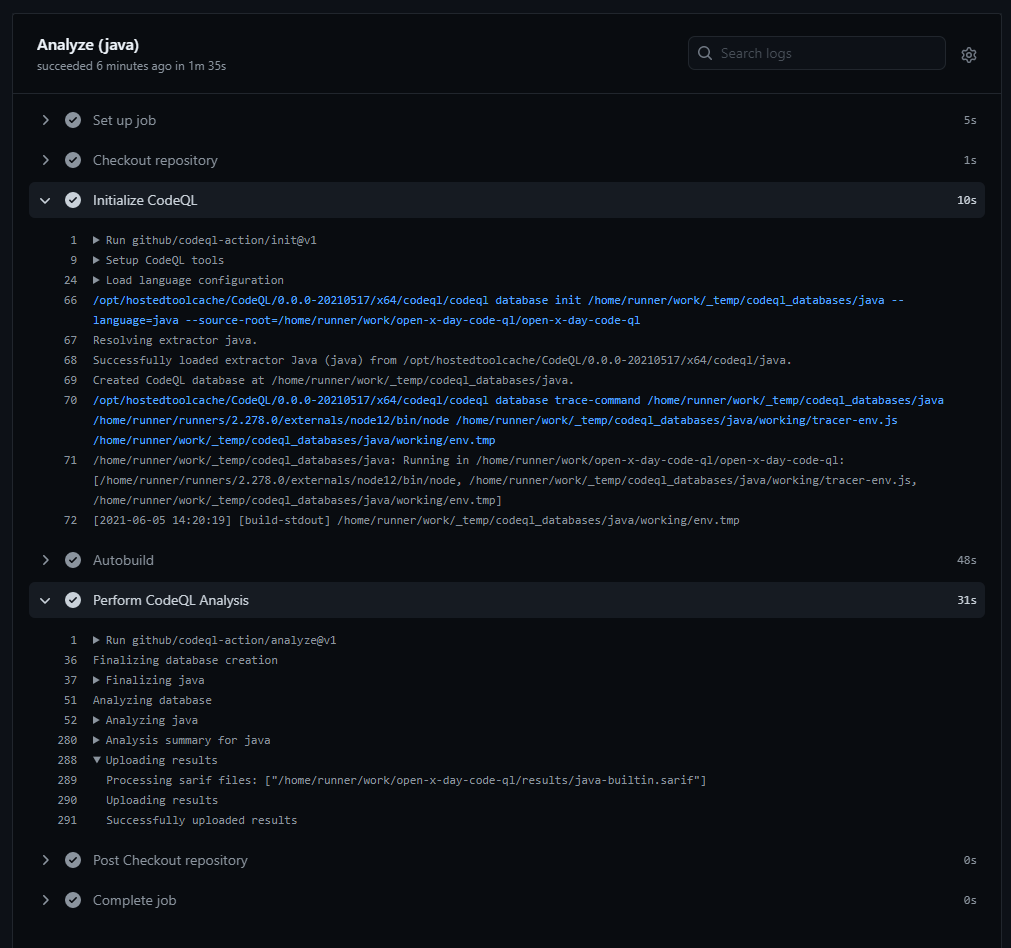 Analyze (java)
succeeded 6 minutes ago in 1m 35s
Search logs
Set up job 5s
Checkout repository 1s
Initialize CodeQL 10s
1 Run github/codeql-action/init@v1
9 Setup CodeQL tools
24 Load language configuration
66 /opt/hostedtoolcache/CodeQL/0.0.0-20210517/x64/codeql/codeql database init /home/runner/work/_temp/codeql_databases/java --
language=java --source-root=/home/runner/work/open-x-day-code-ql/open-x-day-code-ql
67 Resolving extractor java.
68 Successfully loaded extractor Java (java) from /opt/hostedtoolcache/CodeQL/0.0.0-20210517/x64/codeql/java.
69 Created CodeQL database at /home/runner/work/_temp/codeql_databases/java.
70 /opt/hostedtoolcache/CodeQL/0.0.0-20210517/x64/codeql/codeql database trace-command /home/runner/work/_temp/codeql_databases/java
/home/runner/runners/2.278.0/externals/node12/bin/node /home/runner/work/_temp/codeql_databases/java/working/tracer-env.js
/home/runner/work/_temp/codeql_databases/java/working/env.tmp
71 /home/runner/work/_temp/codeql_databases/java: Running in /home/runner/work/open-x-day-code-ql/open-x-day-code-ql:
[/home/runner/runners/2.278.0/externals/node12/bin/node, /home/runner/work/_temp/codeql_databases/java/working/tracer-env.js,
/home/runner/work/_temp/codeql_databases/java/working/env.tmp]
72 [2021-06-05 14:20:19] [build-stdout] /home/runner/work/_temp/codeql_databases/java/working/env.tmp
Autobuild 48s
Perform CodeQL Analysis 31s
1 Run github/codeql-action/analyze@v1
36 Finalizing database creation
37 Finalizing java
51 Analyzing database
52 Analyzing java
280 Analysis summary for java
288 Uploading results
289 Processing sarif files: ["/home/runner/work/open-x-day-code-ql/results/java-builtin.sarif"]
290 Uploading results
291 Successfully uploaded results
Post Checkout repository 0s
Complete job 0s